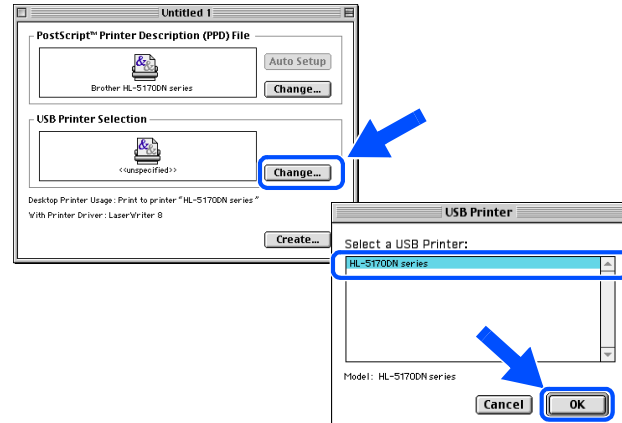 Untitled 1
PostScript™ Printer Description (PPD) File
Auto Setup
Brother HL-5170DN series
Change...
USB Printer Selection
<<unspecified>>
Change...
Desktop Printer Usage: Print to printer "HL-5170DN series"
With Printer Driver: LaserWriter 8
Create...
USB Printer
Select a USB Printer:
HL-5170DN series
Model: HL-5170DN series
Cancel
OK